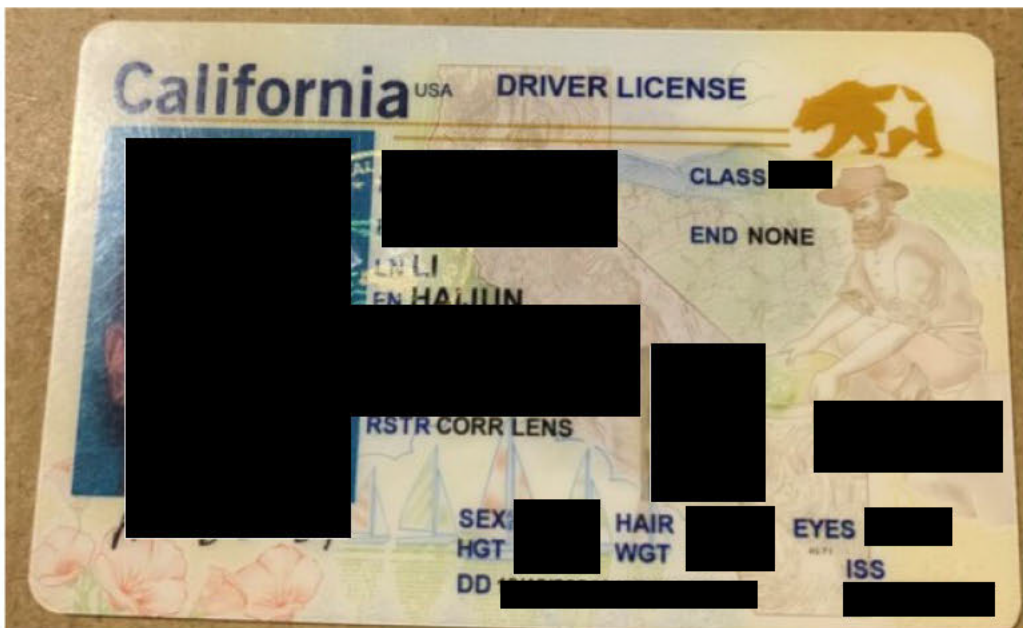 California USA DRIVER LICENSE
CLASS
END NONE
LN LI
FN HAIJUN
RSTR CORR LENS
SEX HAIR EYES
HGT WGT
ISS
DD